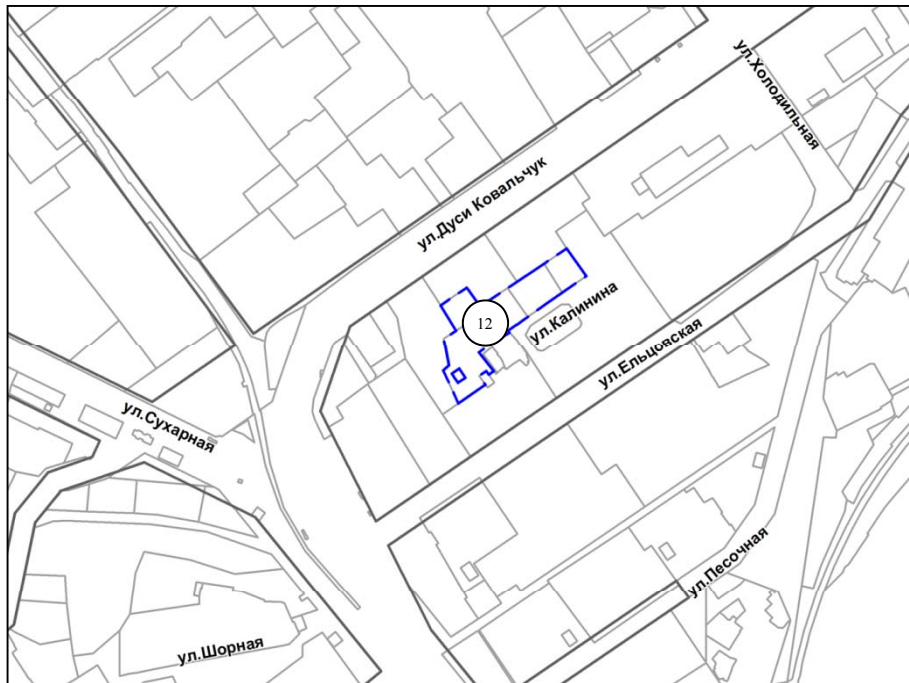 ул.Холодильная
ул.Дуси Ковальчук
12
ул.Калинина
ул.Ельцовская
ул.Сухарная
ул.Песочная
ул.Шорная